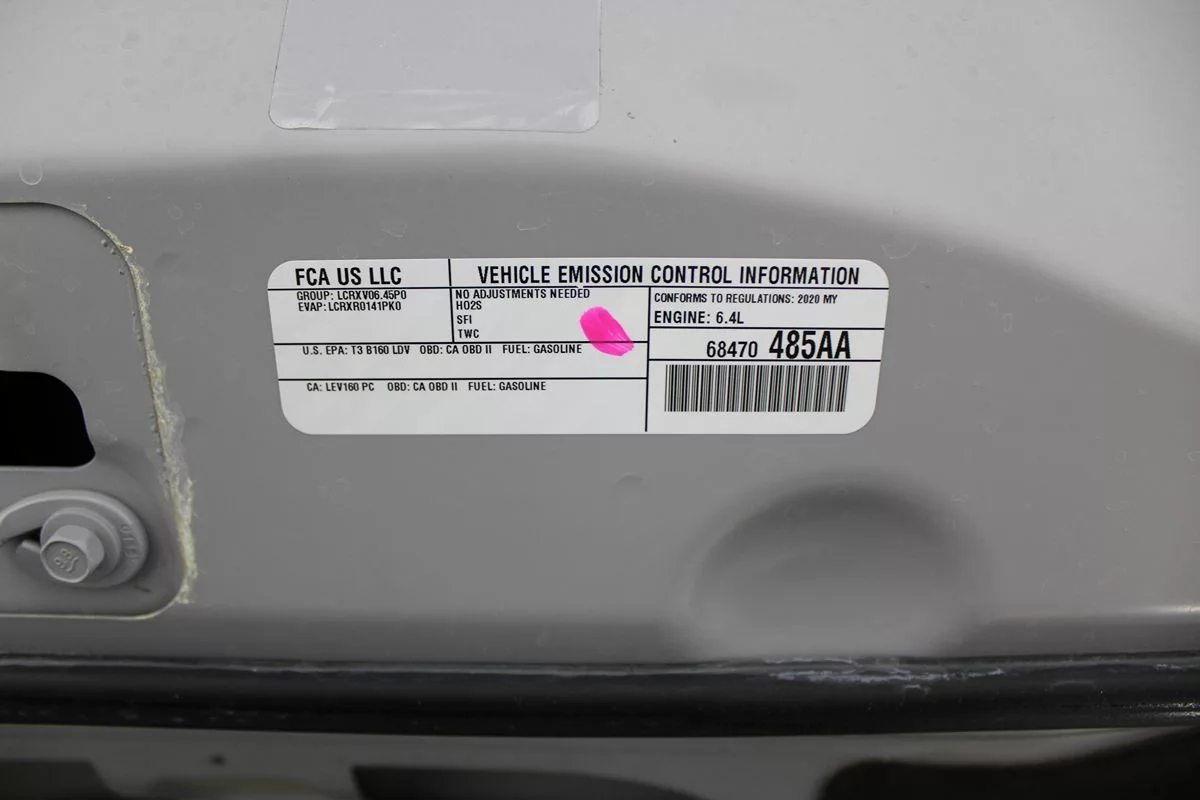 FCA US LLC
VEHICLE EMISSION CONTROL INFORMATION
GROUP: LCRXV06.45P0
EVAP: LCRXR0141PK0
NO ADJUSTMENTS NEEDED
HO2S
SFI
TWC
CONFORMS TO REGULATIONS: 2020 MY
ENGINE: 6.4L
U.S. EPA: T3 B160 LDV OBD: CA OBD II FUEL: GASOLINE
68470 485AA
CA: LEV160 PC OBD: CA OBD II FUEL: GASOLINE